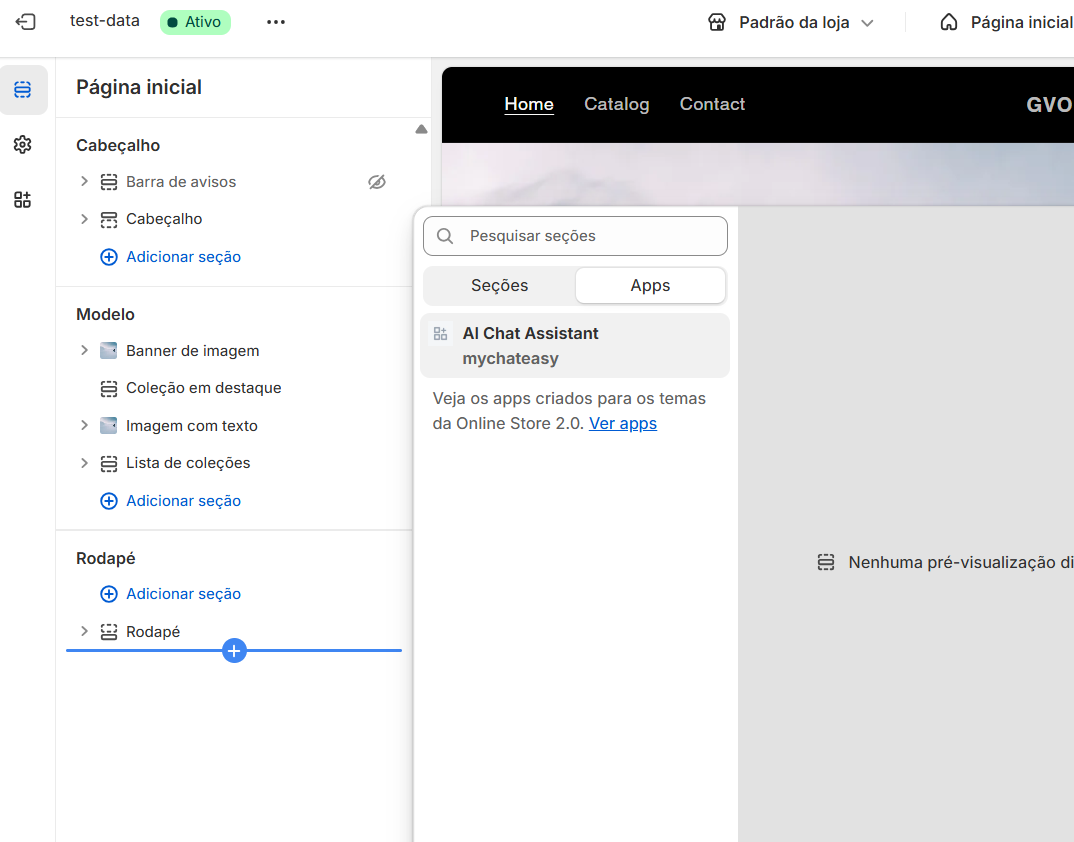 test-data
Ativo
Padrão da loja
Página inicial
Página inicial
Cabeçalho
Barra de avisos
Cabeçalho
Adicionar seção
Modelo
Banner de imagem
Coleção em destaque
Imagem com texto
Lista de coleções
Adicionar seção
Rodapé
Adicionar seção
Rodapé
Home Catalog Contact
GVO
Pesquisar seções
Seções Apps
AI Chat Assistant
mychateasy
Veja os apps criados para os temas
da Online Store 2.0. Ver apps
Nenhuma pré-visualização di